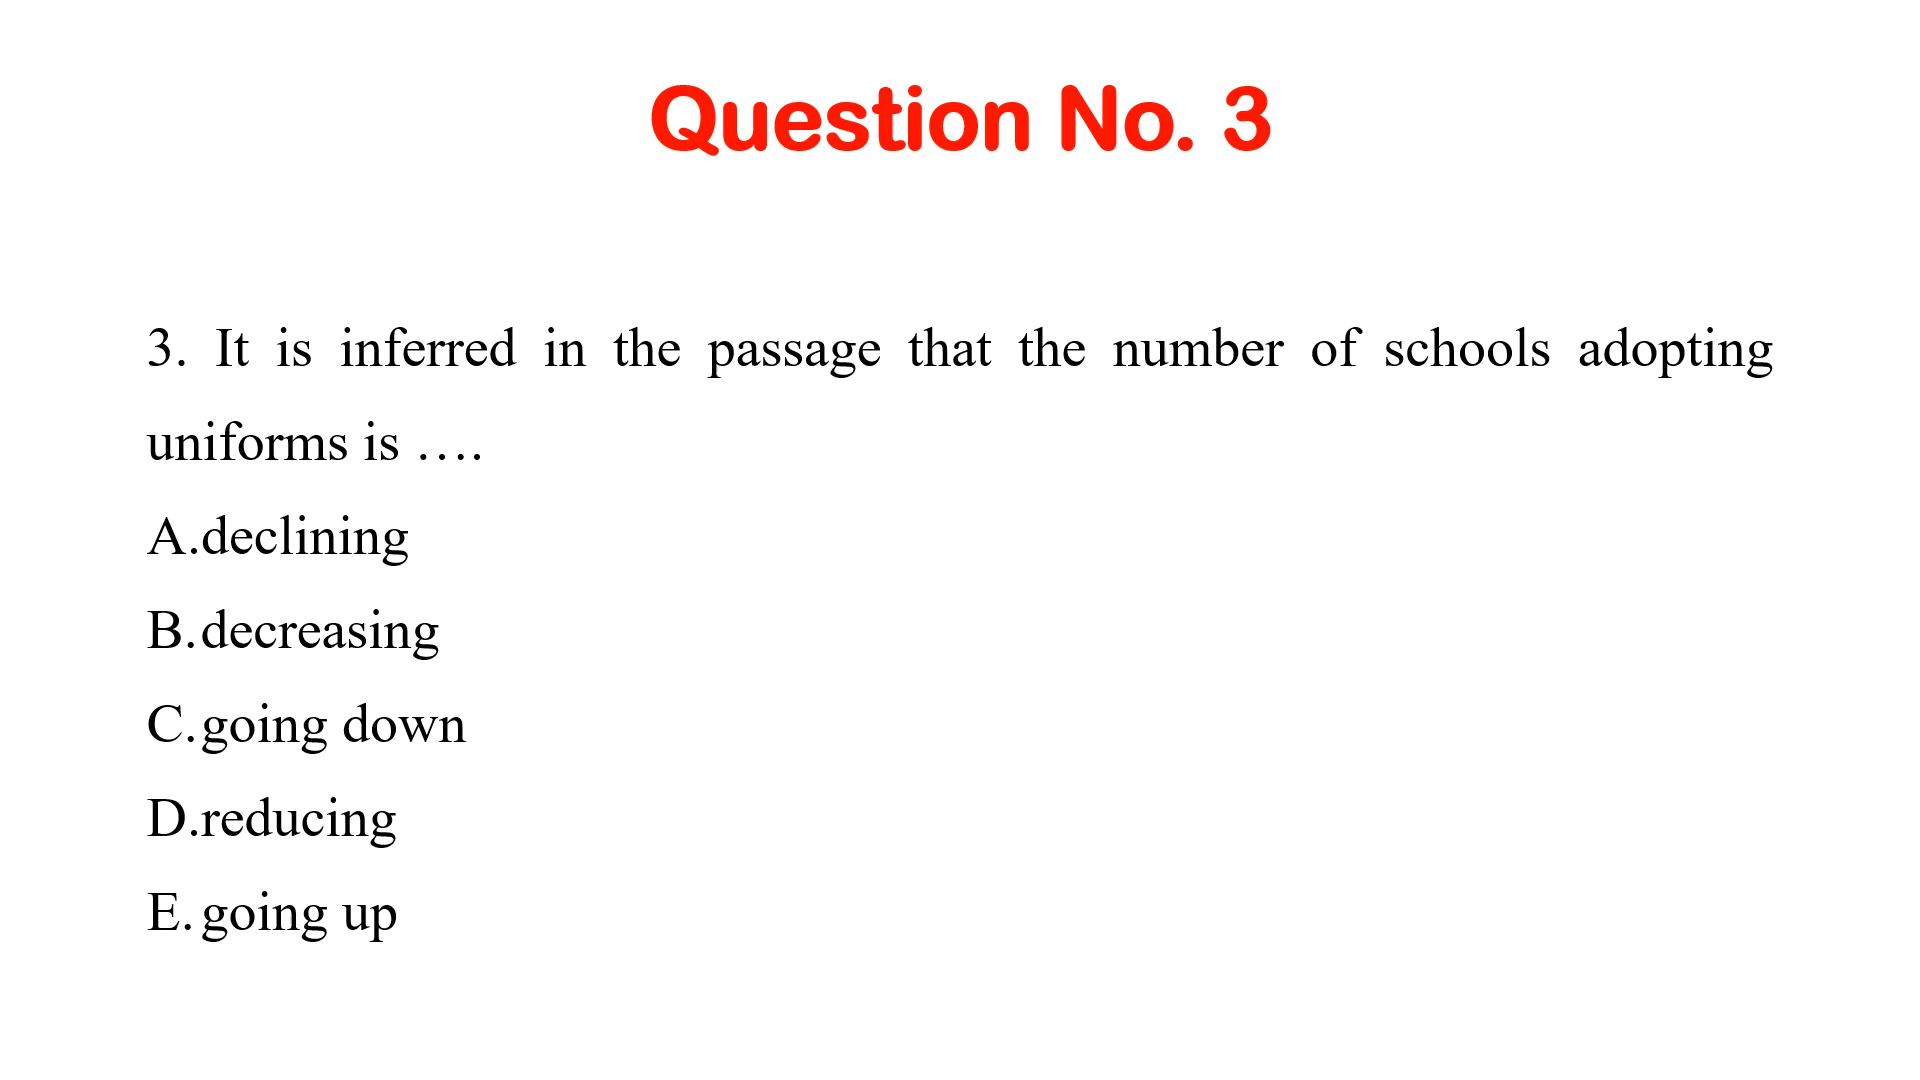 Question No. 3
3. It is inferred in the passage that the number of schools adopting
uniforms is ….
A.declining
B.decreasing
C.going down
D.reducing
E.going up